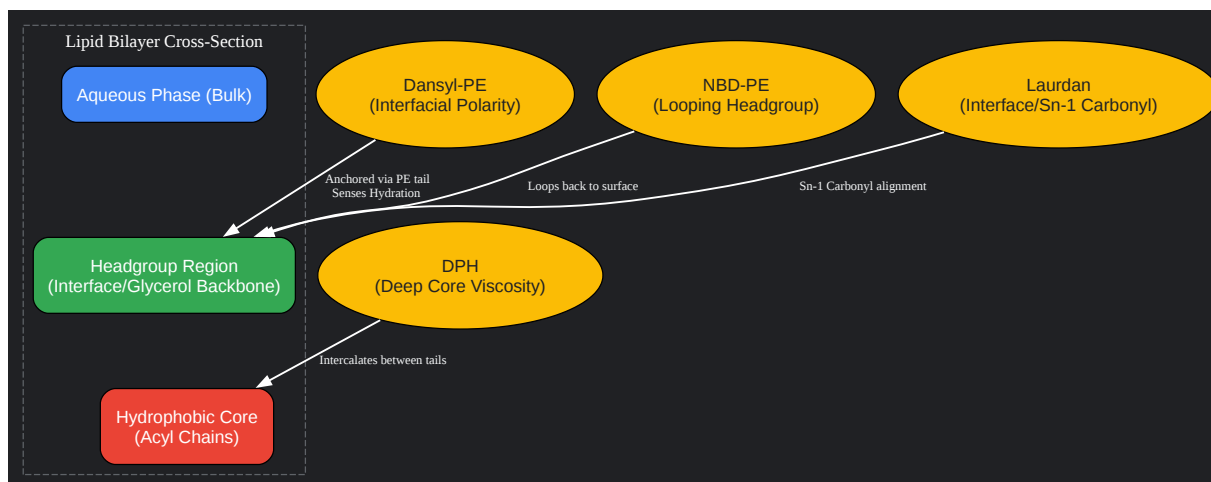 Lipid Bilayer Cross-Section
Aqueous Phase (Bulk)
Dansyl-PE
(Interfacial Polarity)
NBD-PE
(Looping Headgroup)
Laurdan
(Interface/Sn-1 Carbonyl)
Anchored via PE tail
Senses Hydration
Loops back to surface
Sn-1 Carbonyl alignment
Headgroup Region
(Interface/Glycerol Backbone)
DPH
(Deep Core Viscosity)
Intercalates between tails
Hydrophobic Core
(Acyl Chains)